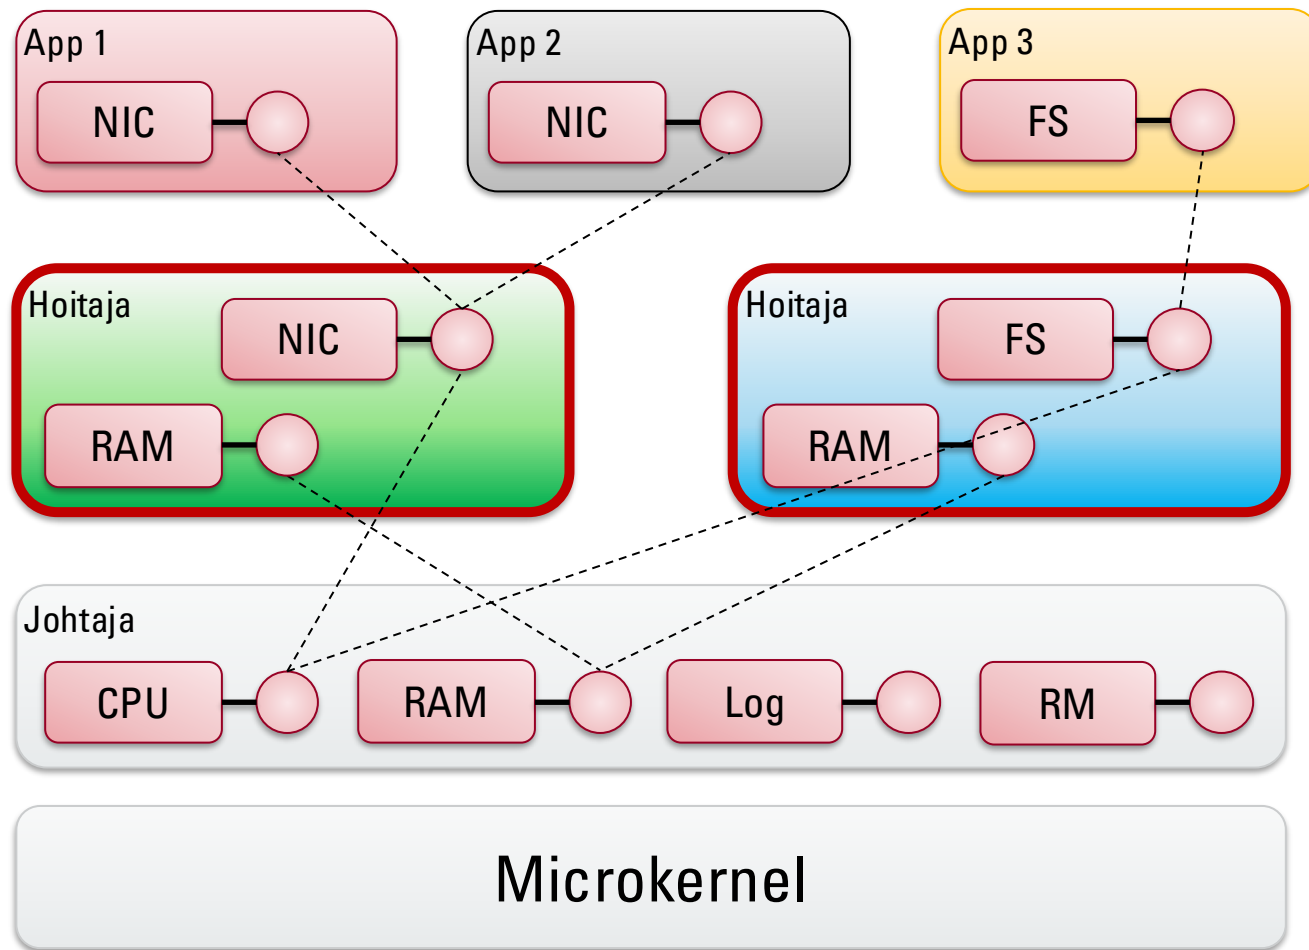 App 1
NIC
App 2
NIC
App 3
FS
Hoitaja
NIC
RAM
Hoitaja
FS
RAM
Johtaja
CPU
RAM
Log
RM
Microkernel